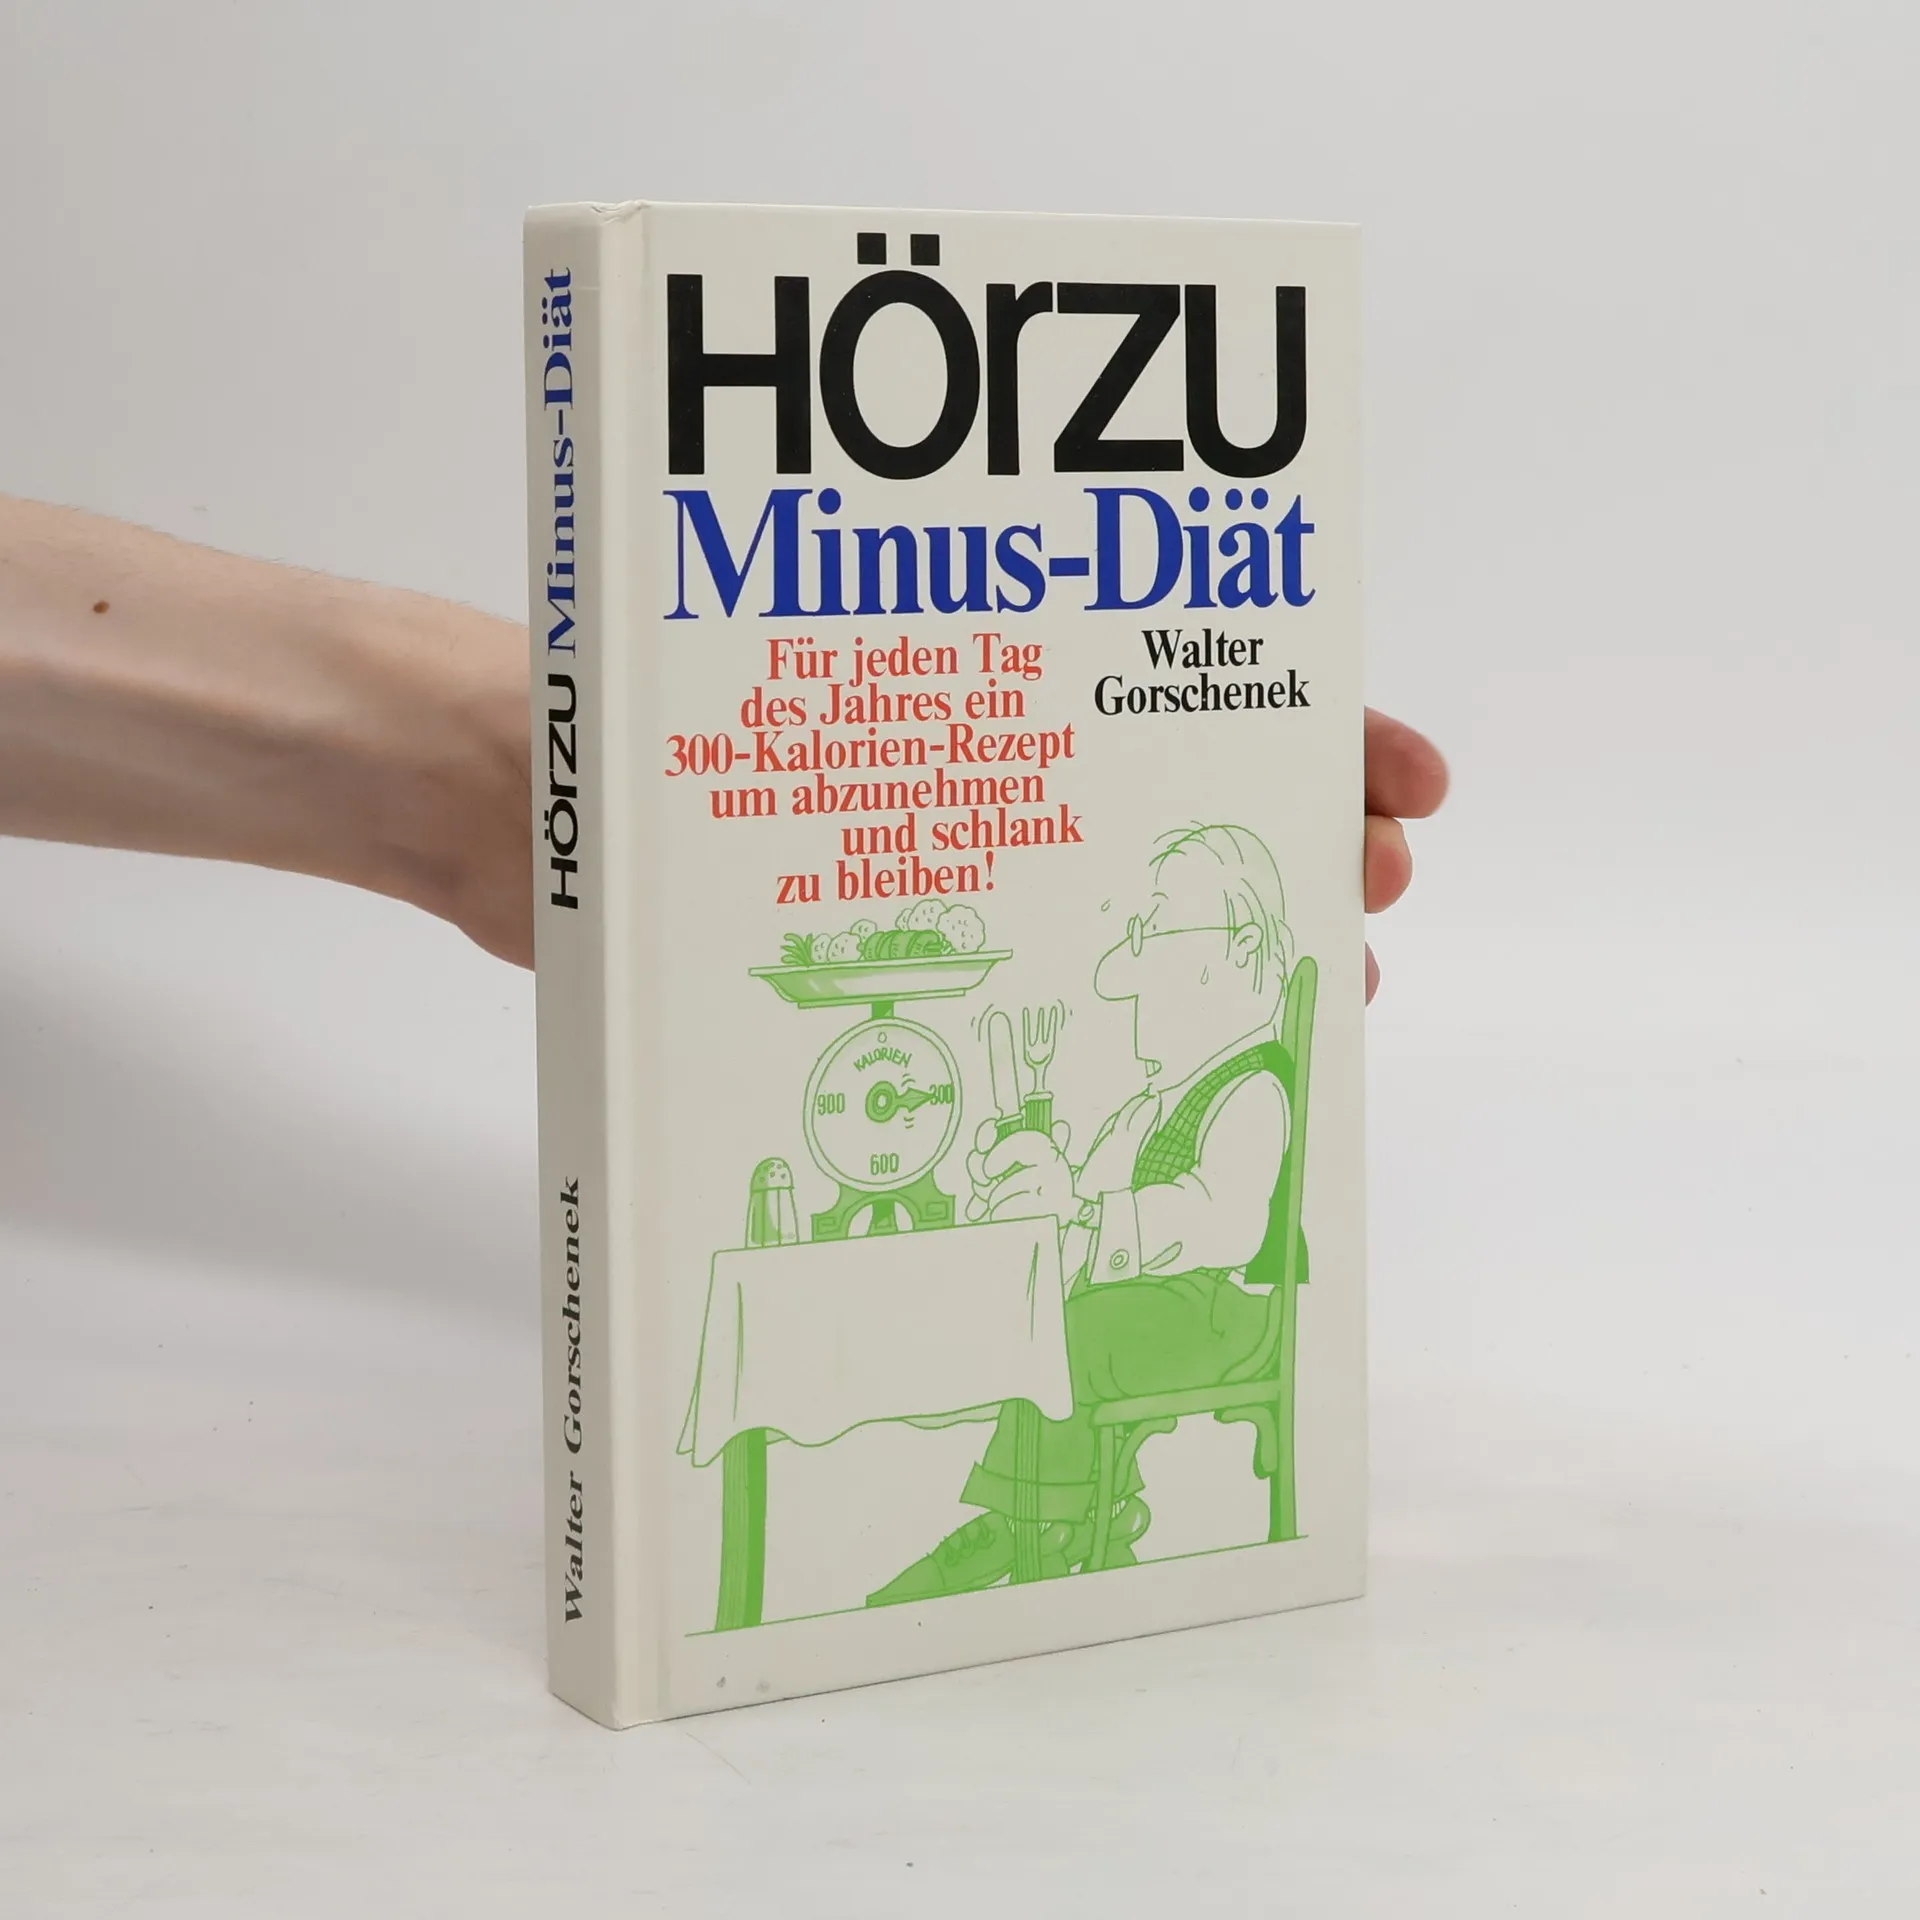 HÖRZU Minus-Diät
Walter Gorschenek
HÖRZU
Minus-Diät
Für jeden Tag
des Jahres ein
300-Kalorien-Rezept
um abzunehmen
und schlank
zu bleiben!
Walter
Gorschenek
KALORIEN
900
300
600